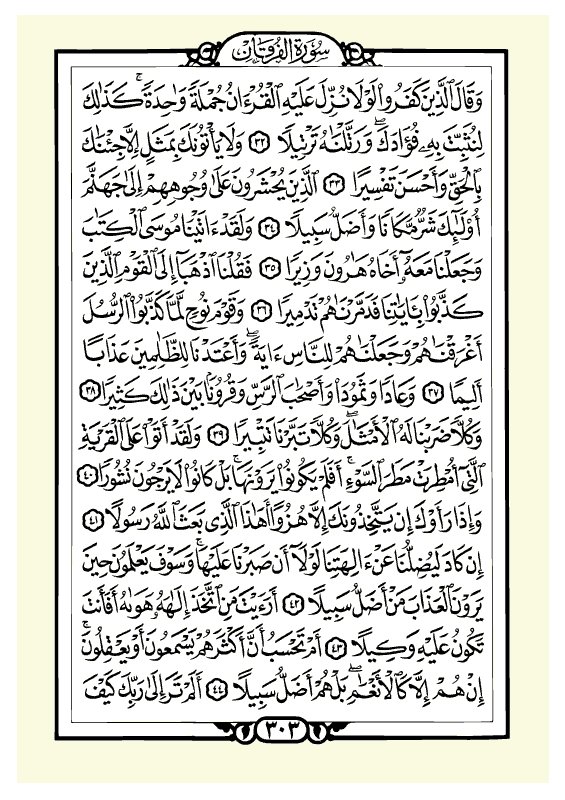 سُورَةُ الفُرْقَانِ
وَقَالَ ٱلَّذِينَ كَفَرُوا۟ لَوْلَا نُزِّلَ عَلَيْهِ ٱلْقُرْءَانُ جُمْلَةً وَٰحِدَةً ۚ كَذَٰلِكَ
لِنُثَبِّتَ بِهِۦ فُؤَادَكَ ۖ وَرَتَّلْنَٰهُ تَرْتِيلًا ٣٢ وَلَا يَأْتُونَكَ بِمَثَلٍ إِلَّا جِئْنَٰكَ
بِٱلْحَقِّ وَأَحْسَنَ تَفْسِيرًا ٣٣ ٱلَّذِينَ يُحْشَرُونَ عَلَىٰ وُجُوهِهِمْ إِلَىٰ جَهَنَّمَ
أُو۟لَٰٓئِكَ شَرٌّ مَّكَانًا وَأَضَلُّ سَبِيلًا ٣٤ وَلَقَدْ ءَاتَيْنَا مُوسَى ٱلْكِتَٰبَ
وَجَعَلْنَا مَعَهُۥٓ أَخَاهُ هَٰرُونَ وَزِيرًا ٣٥ فَقُلْنَا ٱذْهَبَآ إِلَى ٱلْقَوْمِ ٱلَّذِينَ
كَذَّبُوا۟ بِـَٔايَٰتِنَا فَدَمَّرْنَٰهُمْ تَدْمِيرًا ٣٦ وَقَوْمَ نُوحٍ لَّمَّا كَذَّبُوا۟ ٱلرُّسُلَ
أَغْرَقْنَٰهُمْ وَجَعَلْنَٰهُمْ لِلنَّاسِ ءَايَةً ۖ وَأَعْتَدْنَا لِلظَّٰلِمِينَ عَذَابًا
أَلِيمًا ٣٧ وَعَادًا وَثَمُودَا۟ وَأَصْحَٰبَ ٱلرَّسِّ وَقُرُونًۢا بَيْنَ ذَٰلِكَ كَثِيرًا ٣٨
وَكُلًّا ضَرَبْنَا لَهُ ٱلْأَمْثَٰلَ ۖ وَكُلًّا تَبَّرْنَا تَتْبِيرًا ٣٩ وَلَقَدْ أَتَوْا۟ عَلَى ٱلْقَرْيَةِ
ٱلَّتِىٓ أُمْطِرَتْ مَطَرَ ٱلسَّوْءِ ۚ أَفَلَمْ يَكُونُوا۟ يَرَوْنَهَا ۚ بَلْ كَانُوا۟ لَا يَرْجُونَ نُشُورًا ٤٠
وَإِذَا رَأَوْكَ إِن يَتَّخِذُونَكَ إِلَّا هُزُوًا أَهَٰذَا ٱلَّذِى بَعَثَ ٱللَّهُ رَسُولًا ٤١
إِن كَادَ لَيُضِلُّنَا عَنْ ءَالِهَتِنَا لَوْلَآ أَن صَبَرْنَا عَلَيْهَا ۚ وَسَوْفَ يَعْلَمُونَ حِينَ
يَرَوْنَ ٱلْعَذَابَ مَنْ أَضَلُّ سَبِيلًا ٤٢ أَرَءَيْتَ مَنِ ٱتَّخَذَ إِلَٰهَهُۥ هَوَىٰهُ أَفَأَنتَ
تَكُونُ عَلَيْهِ وَكِيلًا ٤٣ أَمْ تَحْسَبُ أَنَّ أَكْثَرَهُمْ يَسْمَعُونَ أَوْ يَعْقِلُونَ ۚ
إِنْ هُمْ إِلَّا كَٱلْأَنْعَٰمِ ۖ بَلْ هُمْ أَضَلُّ سَبِيلًا ٤٤ أَلَمْ تَرَ إِلَىٰ رَبِّكَ كَيْفَ
٣٠٣